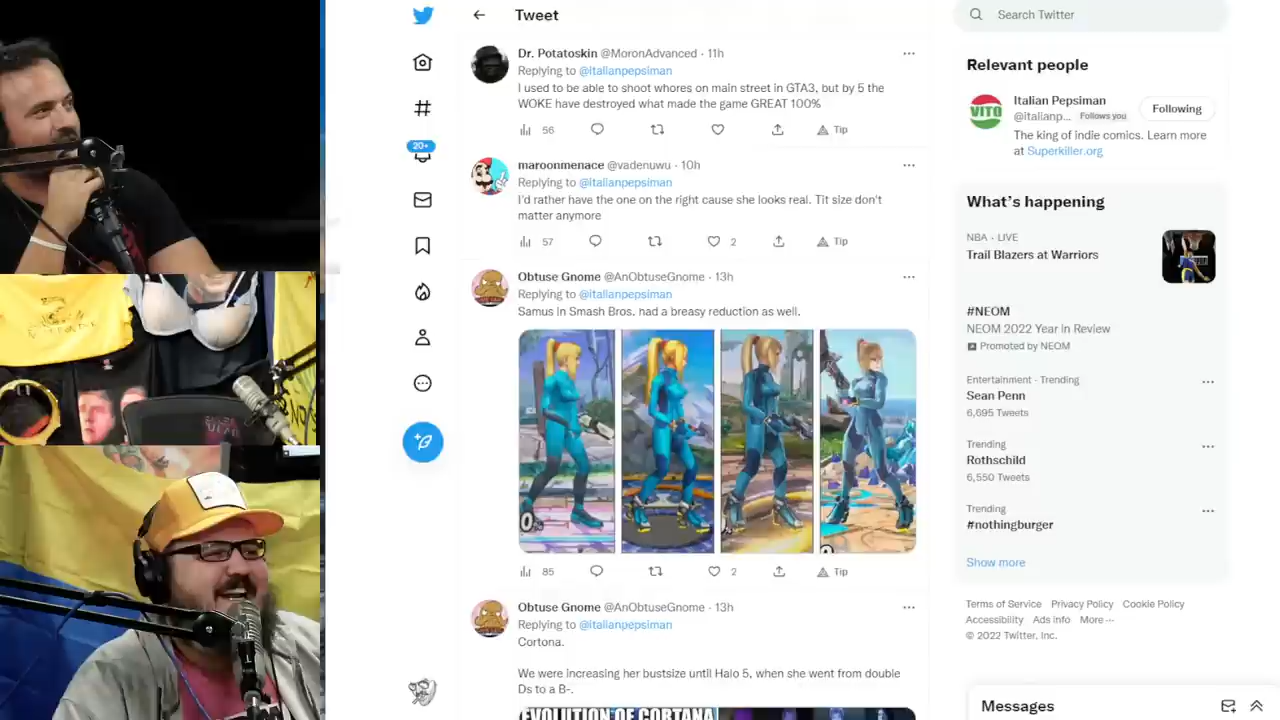 Tweet
Dr. Potatoskin @MoronAdvanced · 11h
Replying to @italianpepsiman
I used to be able to shoot whores on main street in GTA3, but by 5 the
WOKE have destroyed what made the game GREAT 100%
56
Tip
maroonmenace @vadenuwu · 10h
Replying to @italianpepsiman
I'd rather have the one on the right cause she looks real. Tit size don't
matter anymore
57
2
Tip
Obtuse Gnome @AnObtuseGnome · 13h
Replying to @italianpepsiman
Samus in Smash Bros. had a breasy reduction as well.
85
2
Tip
Obtuse Gnome @AnObtuseGnome · 13h
Replying to @italianpepsiman
Cortona.
We were increasing her bustsize until Halo 5, when she went from double
Ds to a B-.
EVOLUTION OF CORTANA
20+
Search Twitter
Relevant people
VITO
Italian Pepsiman
@italianp... Follows you
Following
The king of indie comics. Learn more
at Superkiller.org
What's happening
NBA · LIVE
Trail Blazers at Warriors
#NEOM
NEOM 2022 Year in Review
Promoted by NEOM
Entertainment · Trending
Sean Penn
6,695 Tweets
Trending
Rothschild
6,550 Tweets
Trending
#nothingburger
Show more
Terms of Service Privacy Policy Cookie Policy
Accessibility Ads info More ···
© 2022 Twitter, Inc.
Messages